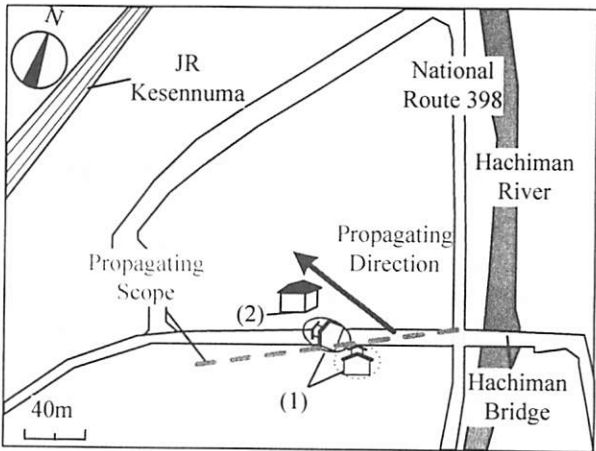 N
JR
Kesennuma
National
Route 398
Hachiman
River
Propagating
Direction
Propagating
Scope
(2)
(1)
Hachiman
Bridge
40m